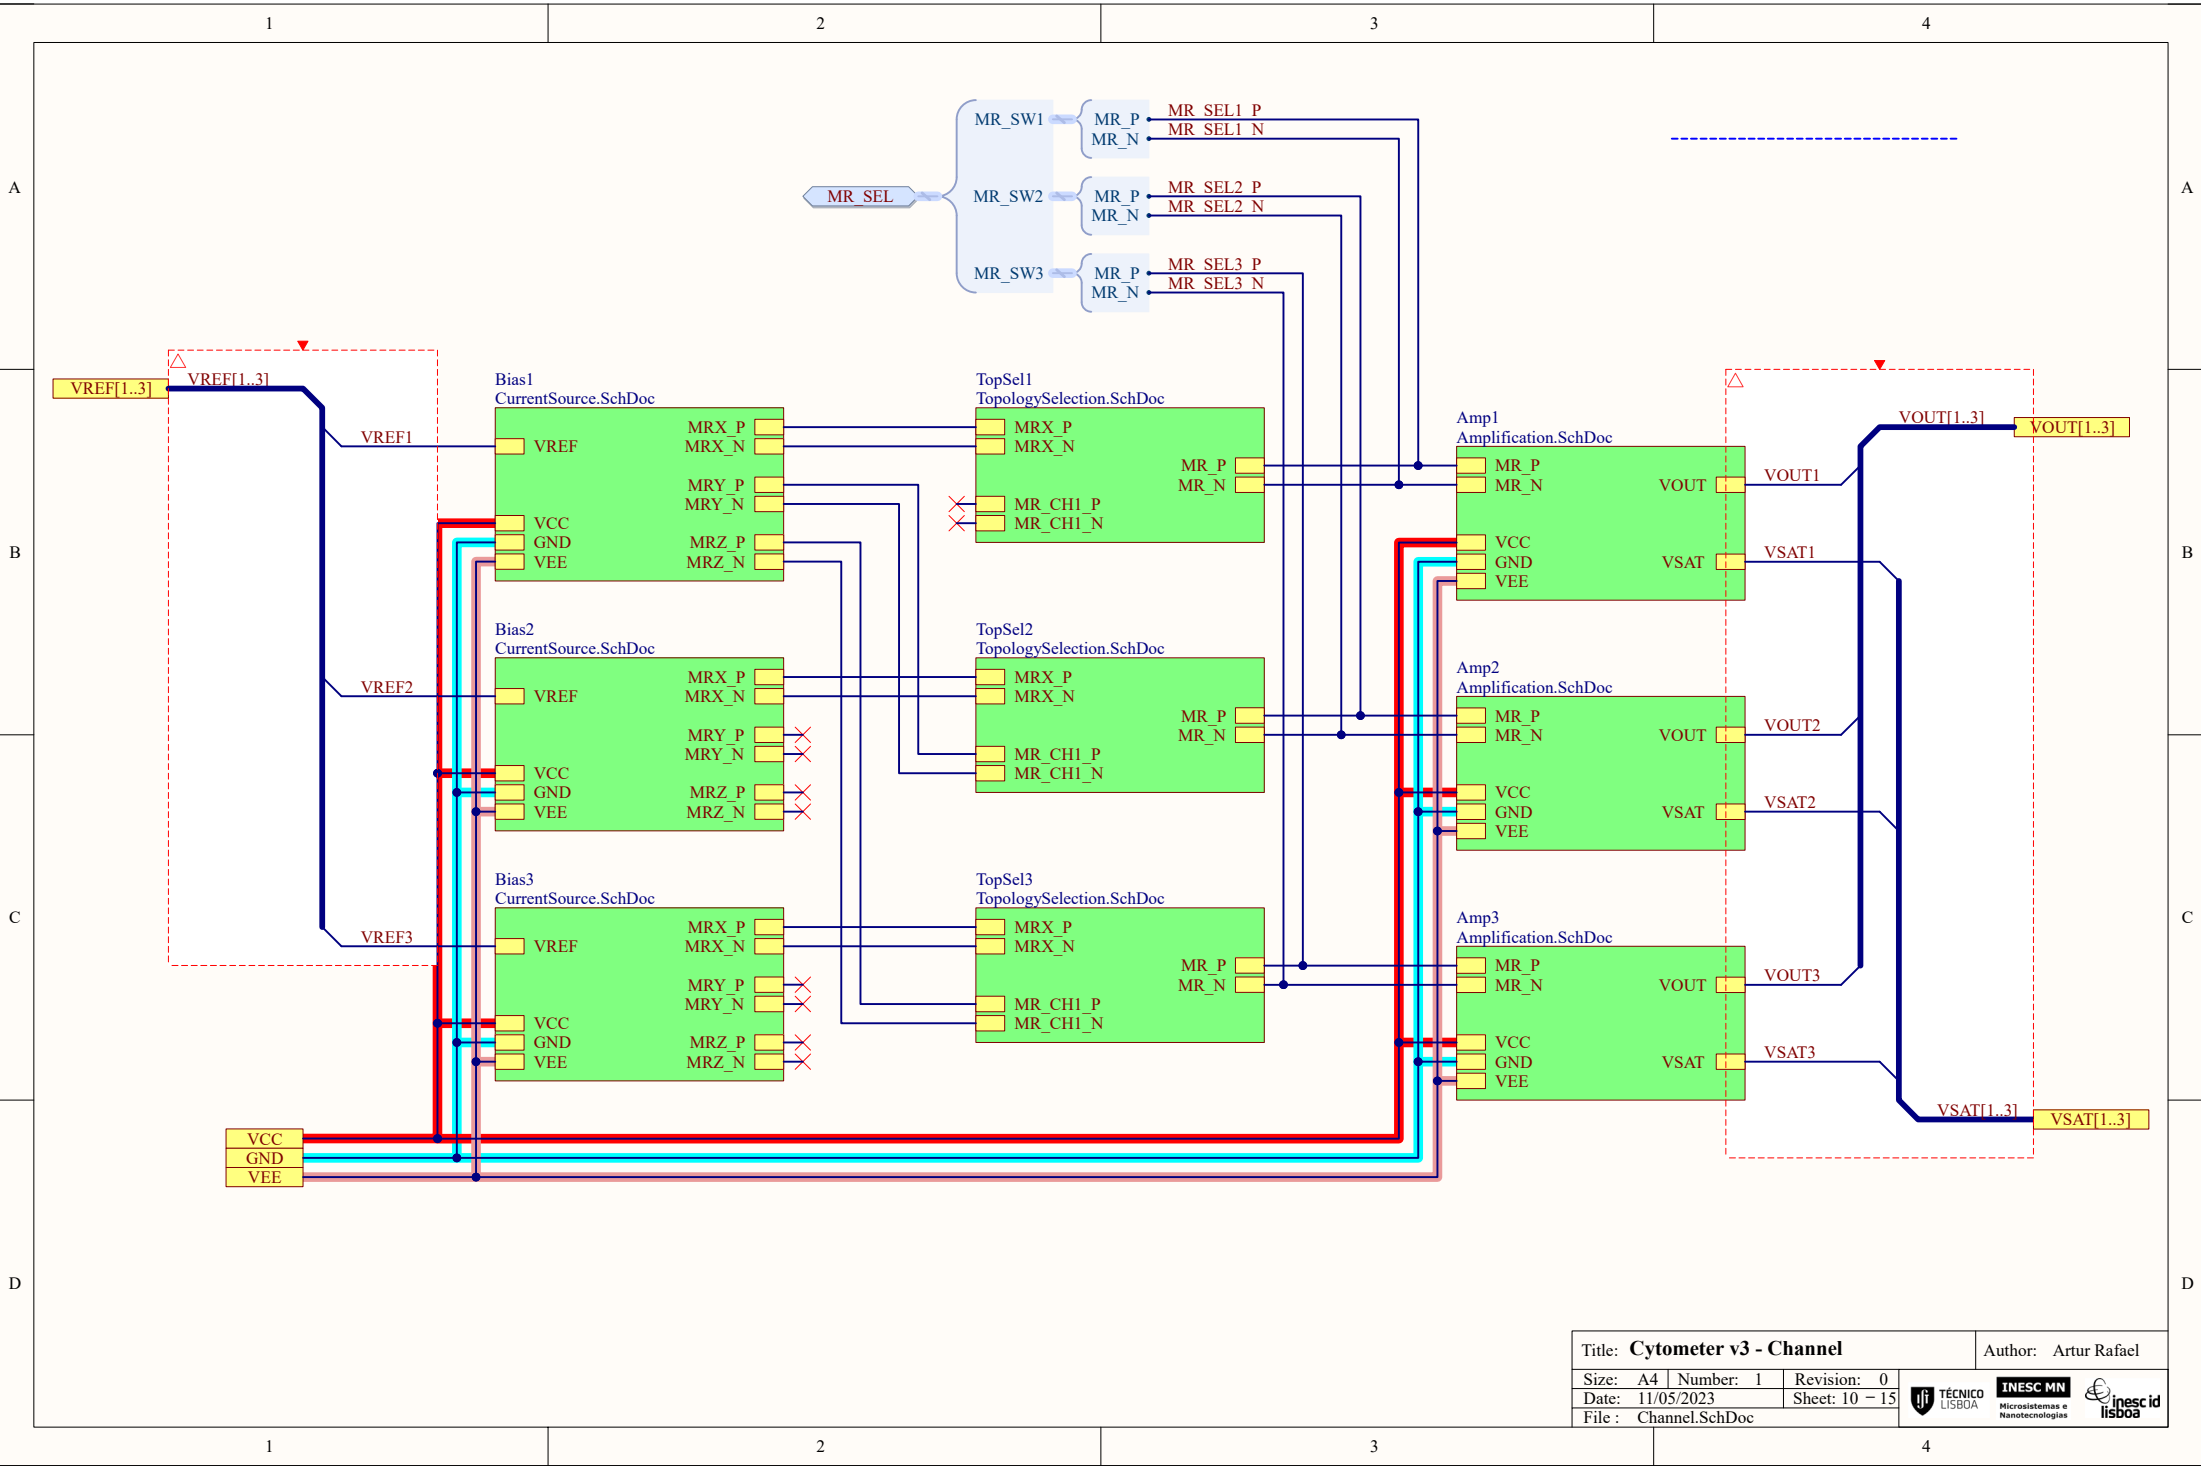 1 2 3 4
A A
B B
C C
D D
1 2 3 4
MR_SEL
MR_SW1
MR_P
MR_N
MR_SEL1_P
MR_SEL1_N
MR_SW2
MR_P
MR_N
MR_SEL2_P
MR_SEL2_N
MR_SW3
MR_P
MR_N
MR_SEL3_P
MR_SEL3_N
VREF[1..3]
VREF[1..3]
VREF1
VREF2
VREF3
Bias1
CurrentSource.SchDoc
VREF
VCC
GND
VEE
MRX_P
MRX_N
MRY_P
MRY_N
MRZ_P
MRZ_N
Bias2
CurrentSource.SchDoc
VREF
VCC
GND
VEE
MRX_P
MRX_N
MRY_P
MRY_N
MRZ_P
MRZ_N
Bias3
CurrentSource.SchDoc
VREF
VCC
GND
VEE
MRX_P
MRX_N
MRY_P
MRY_N
MRZ_P
MRZ_N
TopSel1
TopologySelection.SchDoc
MRX_P
MRX_N
MR_CH1_P
MR_CH1_N
MR_P
MR_N
TopSel2
TopologySelection.SchDoc
MRX_P
MRX_N
MR_CH1_P
MR_CH1_N
MR_P
MR_N
TopSel3
TopologySelection.SchDoc
MRX_P
MRX_N
MR_CH1_P
MR_CH1_N
MR_P
MR_N
Amp1
Amplification.SchDoc
MR_P
MR_N
VCC
GND
VEE
VOUT
VSAT
Amp2
Amplification.SchDoc
MR_P
MR_N
VCC
GND
VEE
VOUT
VSAT
Amp3
Amplification.SchDoc
MR_P
MR_N
VCC
GND
VEE
VOUT
VSAT
VOUT[1..3]
VOUT[1..3]
VOUT1
VSAT1
VOUT2
VSAT2
VOUT3
VSAT3
VSAT[1..3]
VSAT[1..3]
VCC
GND
VEE
Title: Cytometer v3 - Channel
Author: Artur Rafael
Size: A4 Number: 1 Revision: 0
Date: 11/05/2023 Sheet: 10 - 15
File : Channel.SchDoc
TÉCNICO
LISBOA
INESC MN
Microsistemas e
Nanotecnologias
inesc id
lisboa